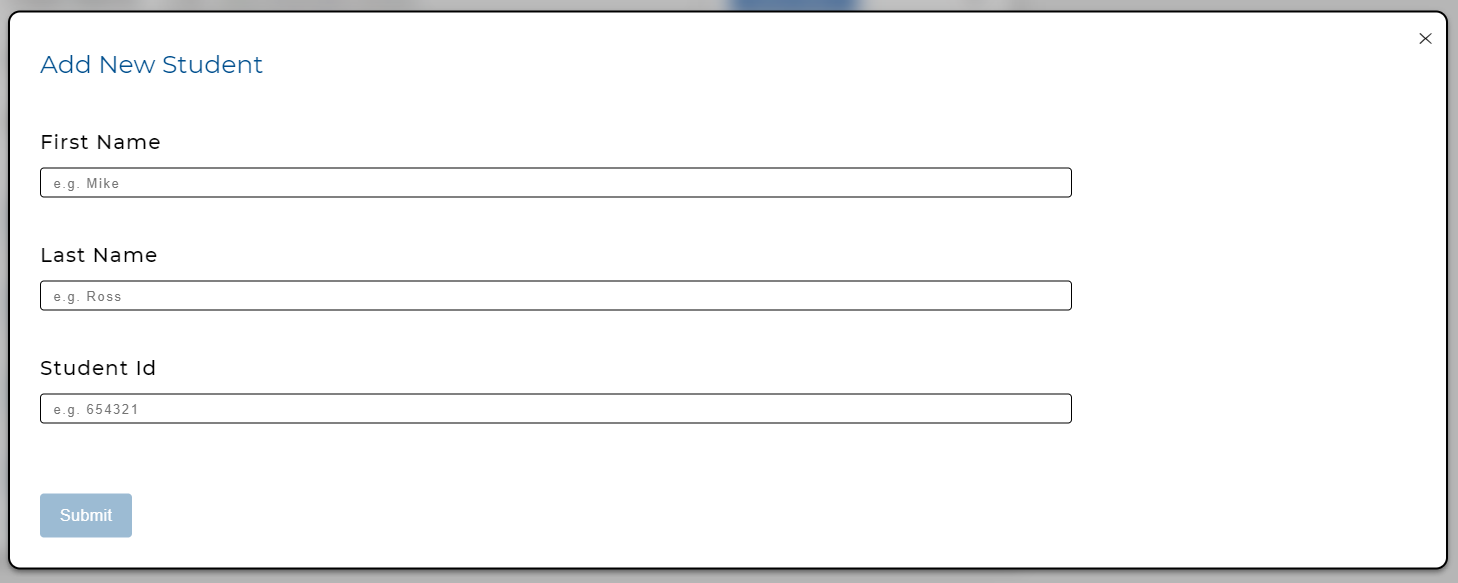 Add New Student
First Name
e.g. Mike
Last Name
e.g. Ross
Student Id
e.g. 654321
Submit